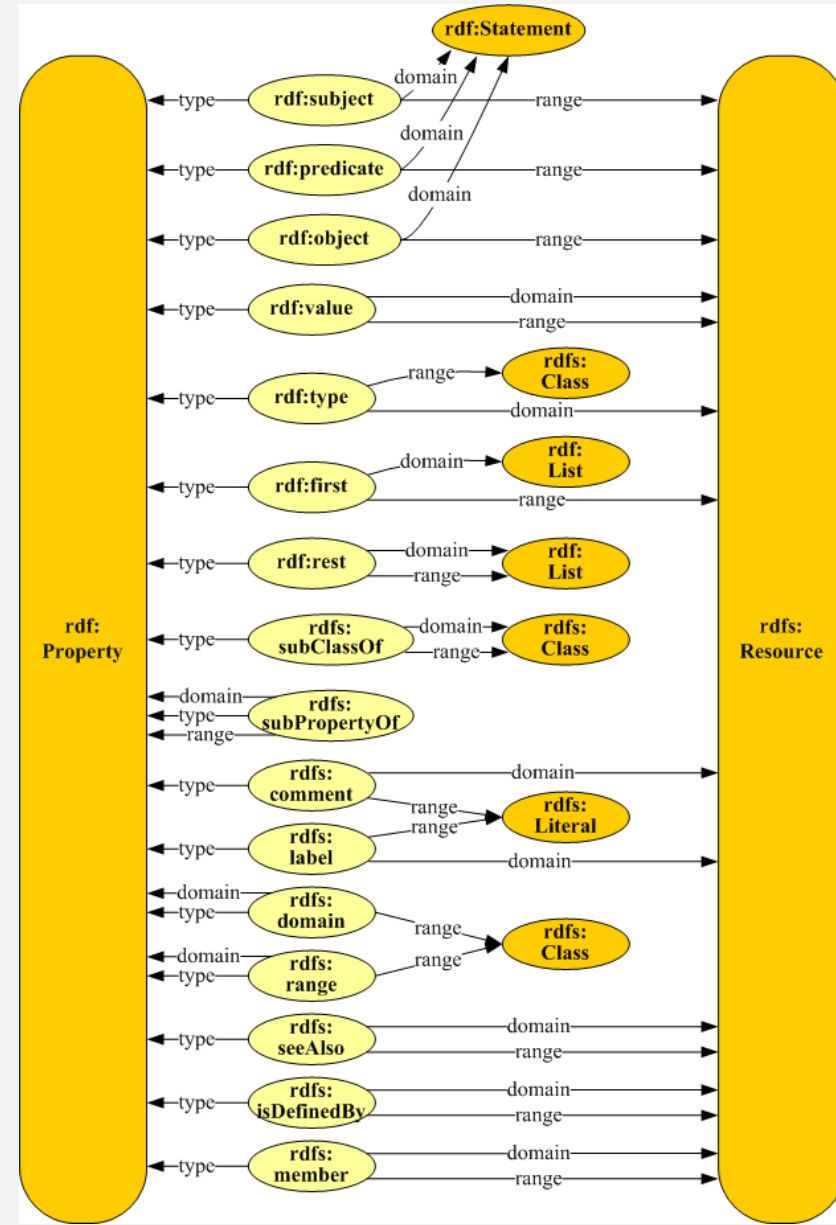 rdf:Statement
domain
type
rdf:subject
range
domain
type
rdf:predicate
range
domain
type
rdf:object
range
type
rdf:value
domain
range
type
rdf:type
range
rdfs:
Class
domain
type
rdf:first
domain
rdf:
List
range
type
rdf:rest
domain
range
rdf:
List
rdf:
Property
type
rdfs:
subClassOf
domain
range
rdfs:
Class
rdfs:
Resource
domain
type
range
rdfs:
subPropertyOf
type
rdfs:
comment
domain
range
range
rdfs:
Literal
type
rdfs:
label
domain
domain
type
rdfs:
domain
range
domain
type
rdfs:
range
range
rdfs:
Class
type
rdfs:
seeAlso
domain
range
type
rdfs:
isDefinedBy
domain
range
type
rdfs:
member
domain
range